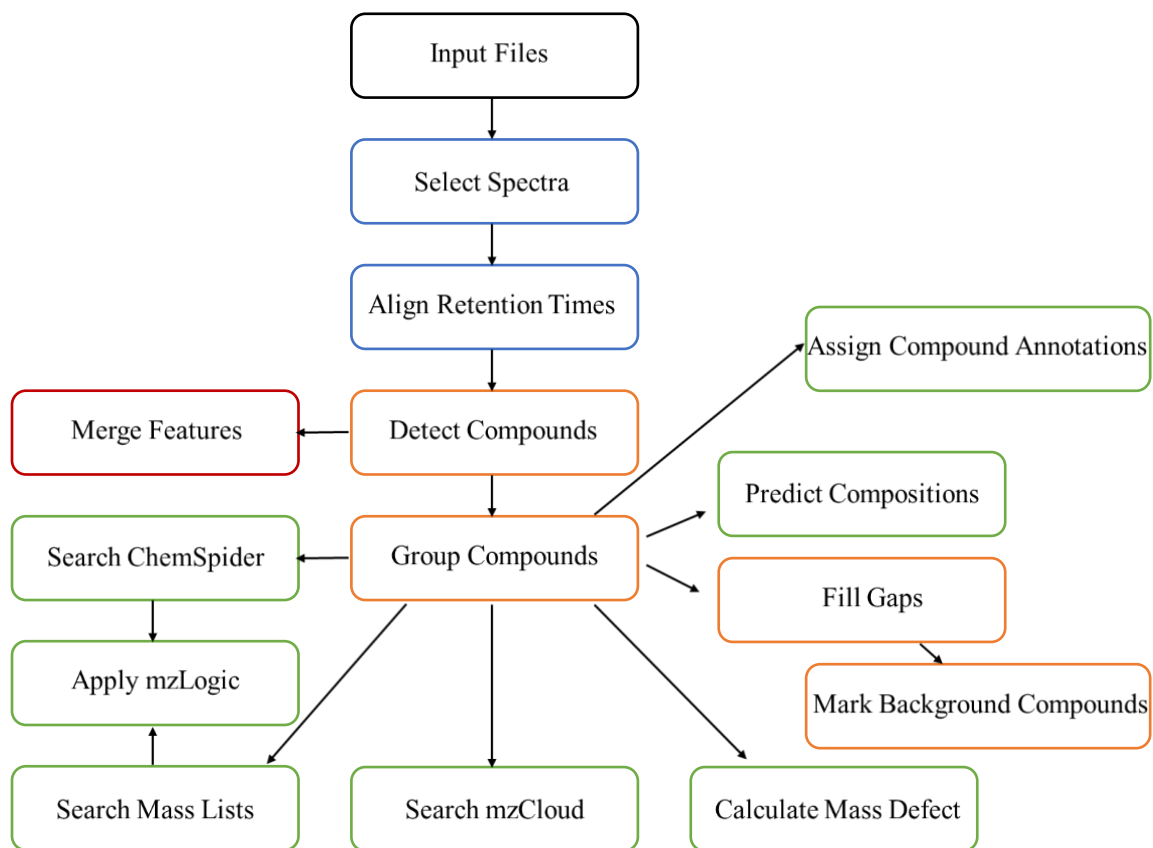 Input Files
Select Spectra
Align Retention Times
Assign Compound Annotations
Merge Features
Detect Compounds
Predict Compositions
Search ChemSpider
Group Compounds
Fill Gaps
Apply mzLogic
Mark Background Compounds
Search Mass Lists
Search mzCloud
Calculate Mass Defect